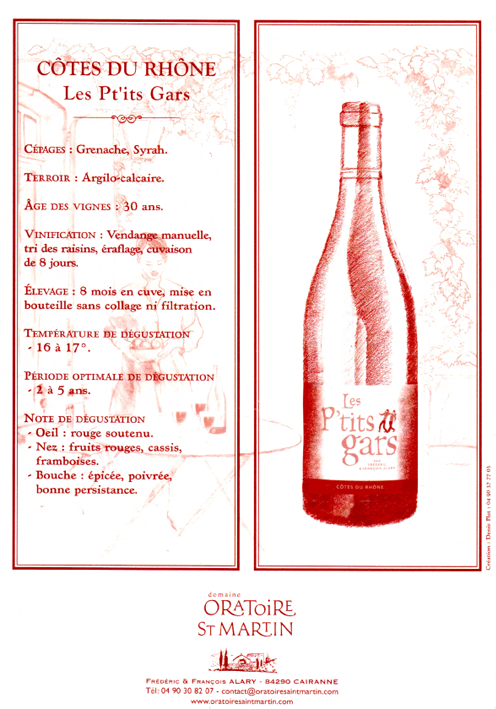 CÔTES DU RHÔNE
Les Pt'its Gars
CÉPAGES : Grenache, Syrah.
TERROIR : Argilo-calcaire.
ÂGE DES VIGNES : 30 ans.
VINIFICATION : Vendange manuelle,
tri des raisins, éraflage, cuvaison
de 8 jours.
ÉLEVAGE : 8 mois en cuve, mise en
bouteille sans collage ni filtration.
TEMPÉRATURE DE DÉGUSTATION
- 16 à 17°.
PÉRIODE OPTIMALE DE DÉGUSTATION
- 2 à 5 ans.
NOTE DE DÉGUSTATION
- Oeil : rouge soutenu.
- Nez : fruits rouges, cassis,
framboises.
- Bouche : épicée, poivrée,
bonne persistance.
Les
P'tits
gars
PAR
FRÉDÉRIC
& FRANÇOIS ALARY
CÔTES DU RHÔNE
Création : Denis Plat - 04 90 37 77 03
domaine
ORATOIRE
ST MARTIN
FRÉDÉRIC & FRANÇOIS ALARY - 84290 CAIRANNE
Tél: 04 90 30 82 07 - contact@oratoiresaintmartin.com
www.oratoiresaintmartin.com